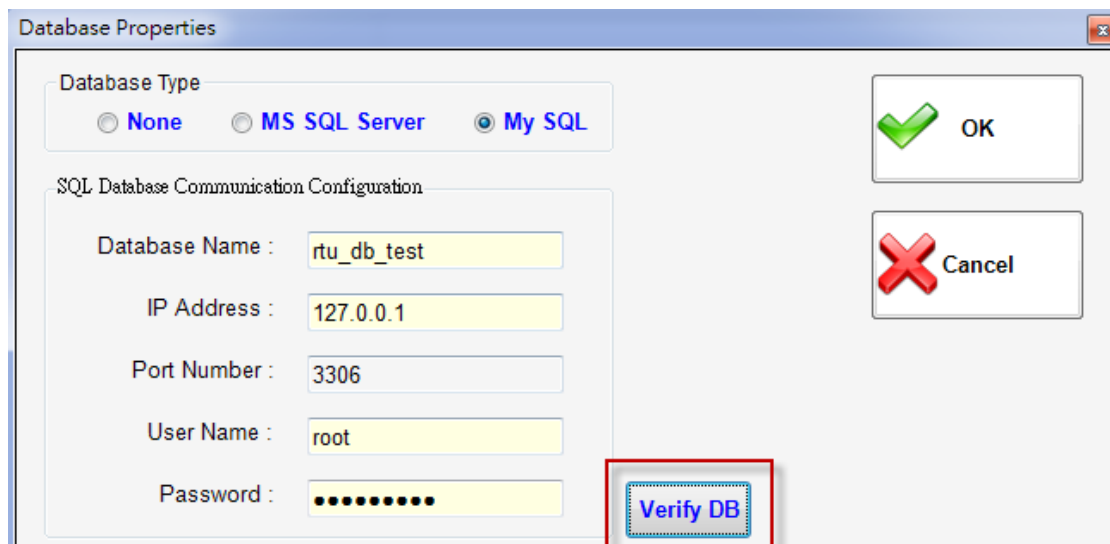 Database Properties
Database Type
None MS SQL Server My SQL
OK
SQL Database Communication Configuration
Database Name : rtu_db_test
Cancel
IP Address : 127.0.0.1
Port Number : 3306
User Name : root
Password : ●●●●●●●●●
Verify DB